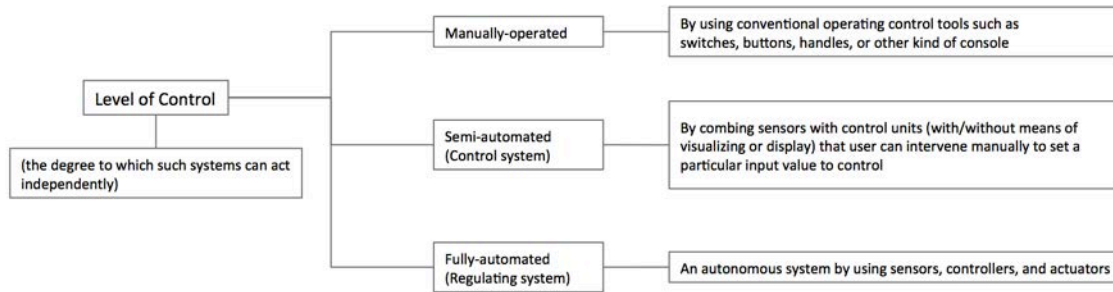 Manually-operated
By using conventional operating control tools such as
switches, buttons, handles, or other kind of console
Level of Control
(the degree to which such systems can act
independently)
Semi-automated
(Control system)
By combing sensors with control units (with/without means of
visualizing or display) that user can intervene manually to set a
particular input value to control
Fully-automated
(Regulating system)
An autonomous system by using sensors, controllers, and actuators